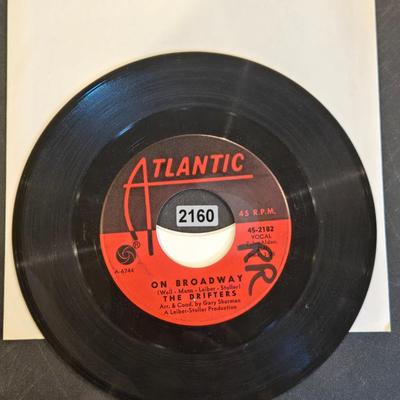 ATLANTIC
2160
45 R.P.M.
45-2182
VOCAL
®
A-6744
RR
ON BROADWAY
(Weil - Mann - Leiber - Stoller)
THE DRIFTERS
Arr. & Cond. by Gary Sherman
A Leiber-Stoller Production